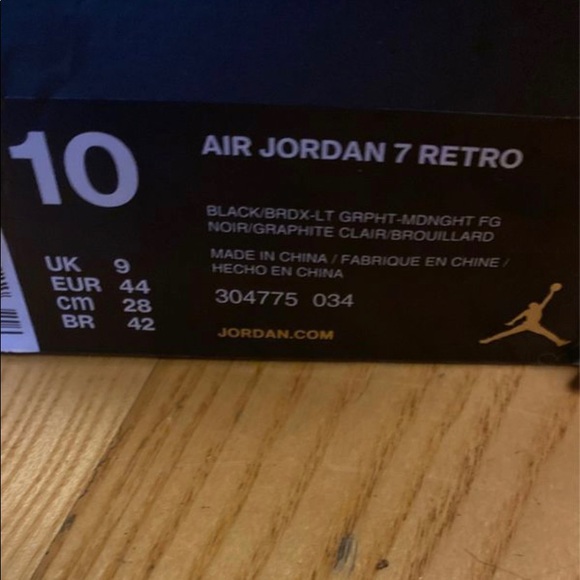 10
AIR JORDAN 7 RETRO
BLACK/BRDX-LT GRPHT-MDNGHT FG
NOIR/GRAPHITE CLAIR/BROUILLARD
MADE IN CHINA / FABRIQUE EN CHINE /
HECHO EN CHINA
UK 9
EUR 44
cm 28
BR 42
304775 034
JORDAN.COM